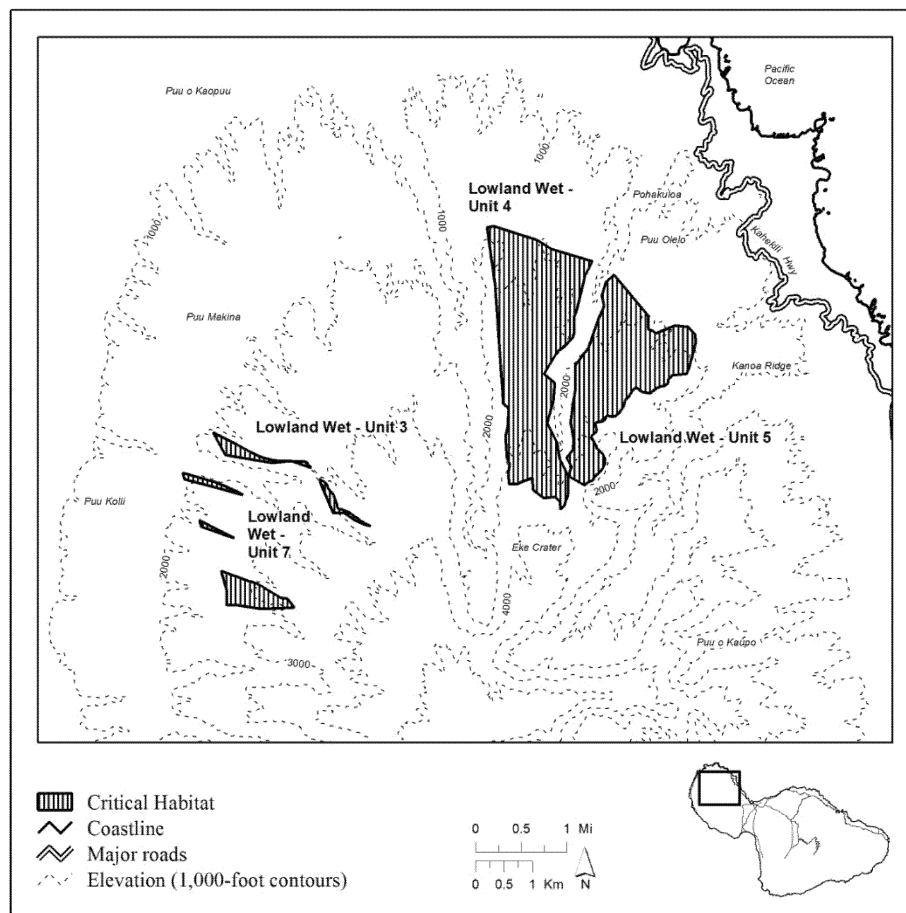 Pacific
Ocean
Puu o Kaopuu
1000
Lowland Wet -
Unit 4
Pohakuloa
1000
Puu Olelo
Kahekili Hwy
1000
Puu Makina
Kanoa Ridge
2000
Lowland Wet - Unit 3
2000
Lowland Wet - Unit 5
Puu Kolii
2000
Lowland
Wet -
Unit 7
Eke Crater
2000
4000
Puu o Kaupo
3000
Critical Habitat
Coastline
Major roads
Elevation (1,000-foot contours)
0 0.5 1 Mi
0 0.5 1 Km
N